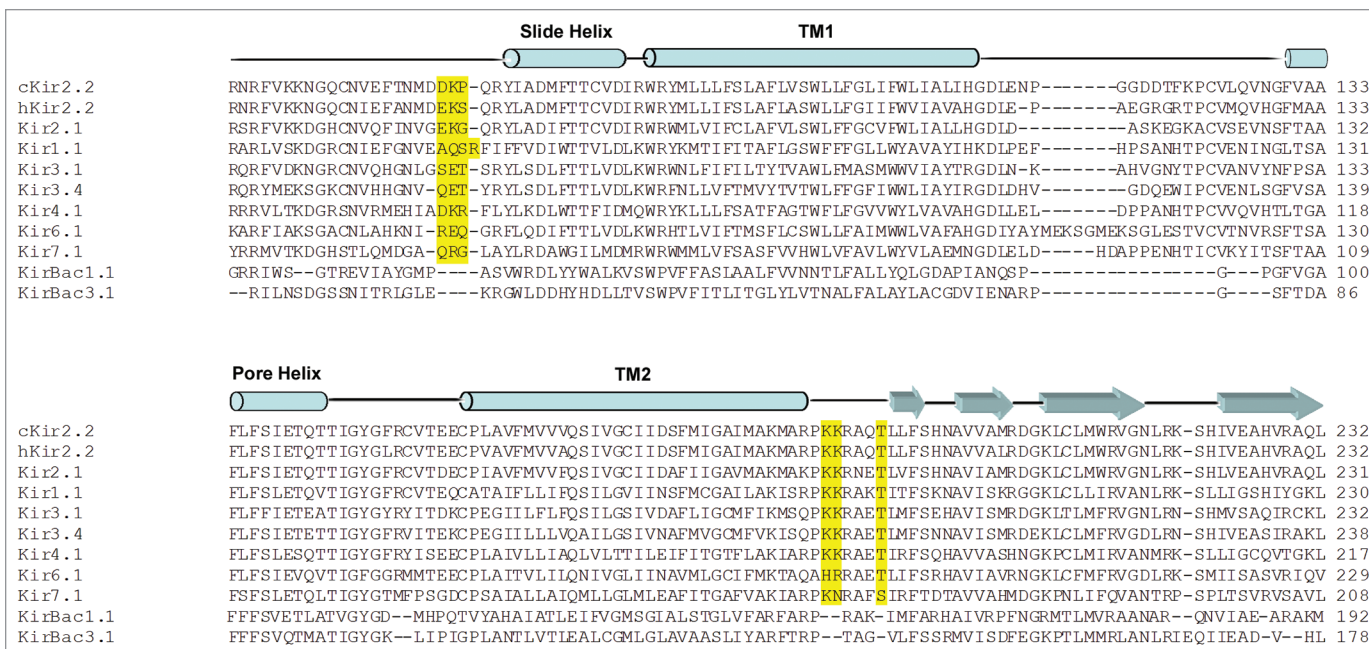 Slide Helix TM1
cKir2.2 RNRFVKKNGQCNVEFTNMDDKP-QRYIADMFTTCVDIRWRYMLLLFSLAFLVSWLLFGLIFWLIALIHGDLENP-------GGDDTFKPCVLQVNGFVAA 133
hKir2.2 RNRFVKKNGQCNIEFANMDEKS-QRYLADMFTTCVDIRWRYMLLIFSLAFLASWLLFGIIFWVIAVAHGDLE-P-------AEGRGRTPCVMQVHGFMAA 133
Kir2.1 RSRFVKKDGHCNVQFINVGEKG-QRYLADIFTTCVDIRWRWMLVIFCLAFVLSWLFFGCVFWLIALLHGDLD---------ASKEGKACVSEVNSFTAA 132
Kir1.1 RARLVSKDGRCNIEFGNVEAQSRFIFFVDIWTTVLDLKWRYKMTIFITAFLGSWFFFGLLWYAVAYIHKDLPEF-------HPSANHTPCVENINGLTSA 131
Kir3.1 RQRFVDKNGRCNVQHGNLGSET-SRYLSDLFTTLVDLKWRWNLFIFILTYTVAWLFMASMWWVIAYTRGDLN-K-------AHVGNYTPCVANVYNFPSA 133
Kir3.4 RQRYMEKSGKCNVHHGNV-QET-YRYLSDLFTTLVDLKWRFNLLVFTMVYTVTWLFFGFIWWLIAYIRGDLDHV-------GDQEWIPCVENLSGFVSA 139
Kir4.1 RRRVLTKDGRSNVRMEHIADKR-FLYLKDLWTTFIDMQWRYKLLLFSATFAGTWFLFGVVWYLVAVAHGDLLEL-------DPPANHTPCVVQVHTLTGA 118
Kir6.1 KARFIAKSGACNLAHKNI-REQ-GRFLQDIFTTLVDLKWRHTLVIFTMSFLCSWLLFAIMWWLVAFAHGDIYAYMEKSGMEKSGLESTVCVTNVRSFTSA 130
Kir7.1 YRRMVTKDGHSTLQMDGA-QRG-LAYLRDAWGILMDMRWRWMMLVFSASFVVHWLVFAVLWYVLAEMNGDLELD-------HDAPPENHTICVKYITSFTAA 109
KirBac1.1 GRRIWS--GTREVIAYGMP----ASVWRDLYYWALKVSWPVFFASLAALFVVNNTLFALLYQLGDAPIANQSP--------------G---PGFVGA 100
KirBac3.1 --RILNSDGSSNITRLGLE----KRGWLDDHYHDLLTVSWPVFITLITGLYLVTNALFALAYLACGDVIENARP-------------G----SFTDA 86
Pore Helix TM2
cKir2.2 FLFSIETQTTIGYGFRCVTEECPLAVFMVVVQSIVGCIIDSFMIGAIMAKMARPKKRAQTLLFSHNAVVAMRDGKLCLMWRVGNLRK-SHIVEAHVRAQL 232
hKir2.2 FLFSIETQTTIGYGLRCVTEECPVAVFMVVAQSIVGCIIDSFMIGAIMAKMARPKKRAQTLLFSHNAVVALRDGKLCLMWRVGNLRK-SHIVEAHVRAQL 232
Kir2.1 FLFSIETQTTIGYGFRCVTDECPIAVFMVVFQSIVGCIIDAFIIGAVMAKMAKPKKRNETLVFSHNAVIAMRDGKLCLMWRVGNLRK-SHLVEAHVRAQL 231
Kir1.1 FLFSLETQVTIGYGFRCVTEQCATAIFLLIFQSILGVIINSFMCGAILAKISRPKKRAKTITFSKNAVISKRGGKLCLLIRVANLRK-SLLIGSHIYGKL 230
Kir3.1 FLFFIETEATIGYGYRYITDKCPEGIILFLFQSILGSIVDAFLIGCMFIKMSQPKKRAETLMFSEHAVISMRDGKLTLMFRVGNLRN-SHMVSAQIRCKL 232
Kir3.4 FLFSIETETTIGYGFRVITEKCPEGIILLLVQAILGSIVNAFMVGCMFVKISQPKKRAETLMFSNNAVISMRDEKLCLMFRVGDLRN-SHIVEASIRAKL 238
Kir4.1 FLFSLESQTTIGYGFRYISEECPLAIVLLIAQLVLTTILEIFITGTFLAKIARPKKRAETIRFSQHAVVASHNGKPCLMIRVANMRK-SLLIGCQVTGKL 217
Kir6.1 FLFSIEVQVTIGFGGRMMTEECPLAITVLILQNIVGLIINAVMLGCIFMKTAQAHRRAETLIFSRHAVIAVRNGKLCFMFRVGDLRK-SMIISASVRIQV 229
Kir7.1 FSFSLETQLTIGYGTMFPSGDCPSAIALLAIQMLLGLMLEAFITGAFVAKIARPKNRAFSIRFTDTAVVAHMDGKPNLIFQVANTRP-SPLTSVRVSAVL 208
KirBac1.1 FFFSVETLATVGYGD--MHPQTVYAHAIATLEIFVGMSGIALSTGLVFARFARP--RAK-IMFARHAIVRPFNGRMTLMVRAANAR--QNVIAE-ARAKM 192
KirBac3.1 FFFSVQTMATIGYGK--LIPIGPLANTLVTLEALCGMLGLAVAASLIYARFTRP--TAG-VLFSSRMVISDFEGKPTLMMRLANLRIEQIIEAD-V--HL 178